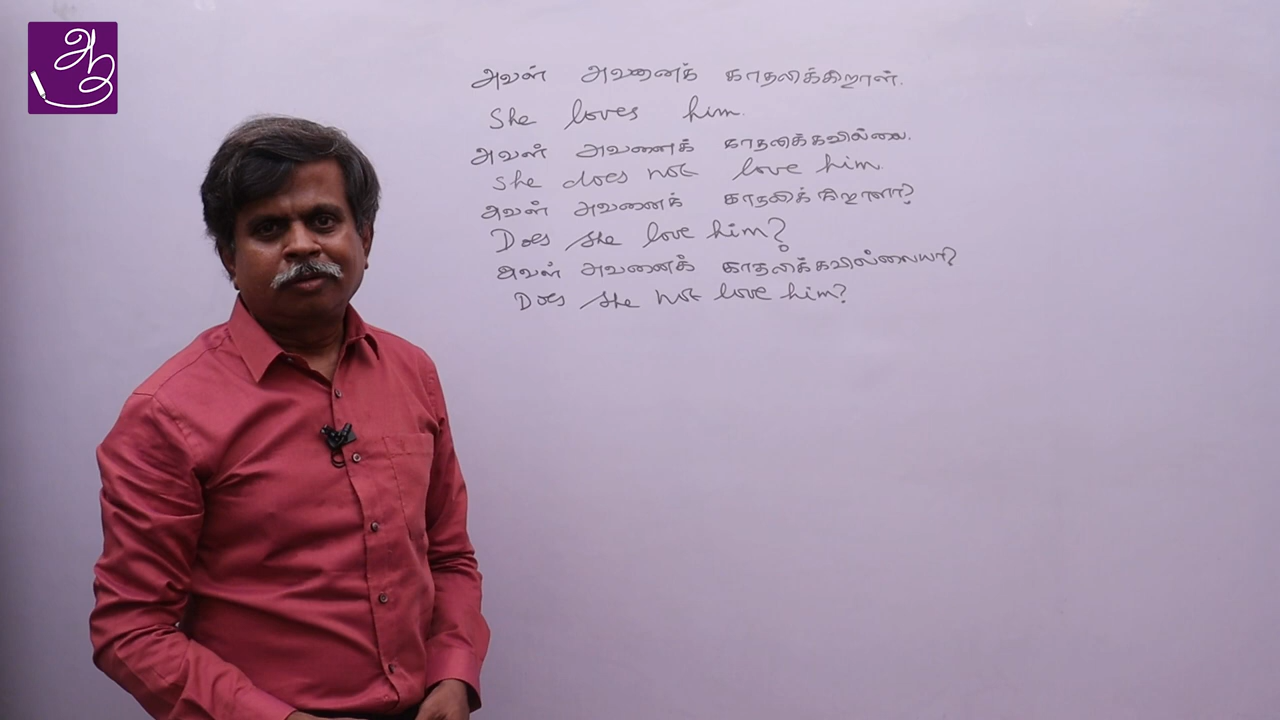 அவள் அவனைக் காதலிக்கிறாள்.
She loves him.
அவள் அவனைக் காதலிக்கவில்லை.
She does not love him.
அவள் அவனைக் காதலிக்கிறாளா?
Does she love him?
அவள் அவனைக் காதலிக்கவில்லையா?
Does she not love him?